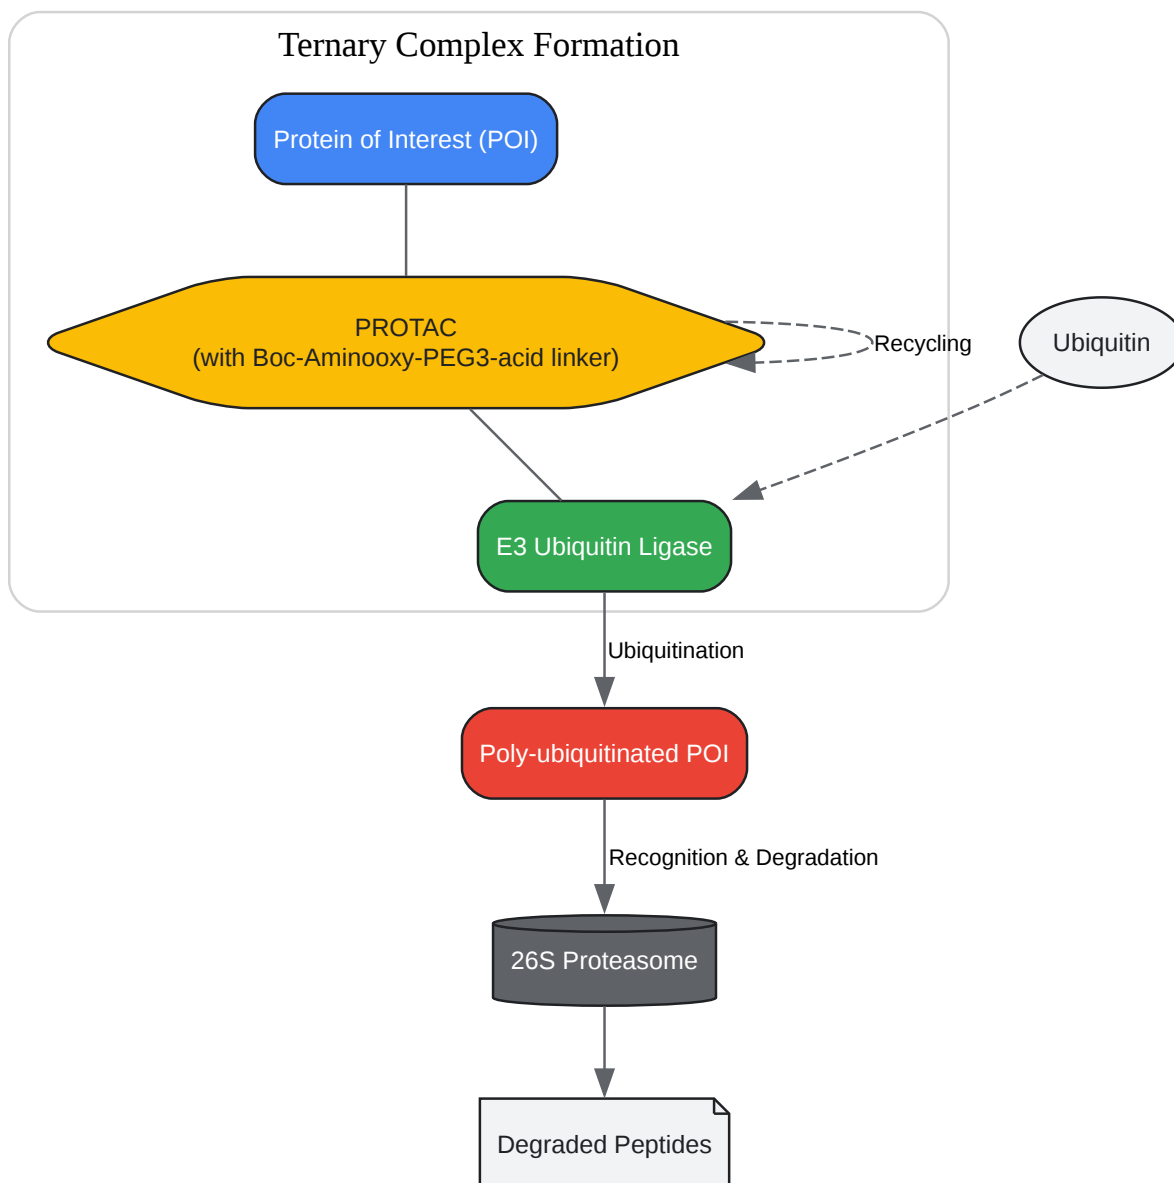 Ternary Complex Formation
Protein of Interest (POI)
PROTAC
(with Boc-Aminooxy-PEG3-acid linker)
Recycling
Ubiquitin
E3 Ubiquitin Ligase
Ubiquitination
Poly-ubiquitinated POI
Recognition & Degradation
26S Proteasome
Degraded Peptides